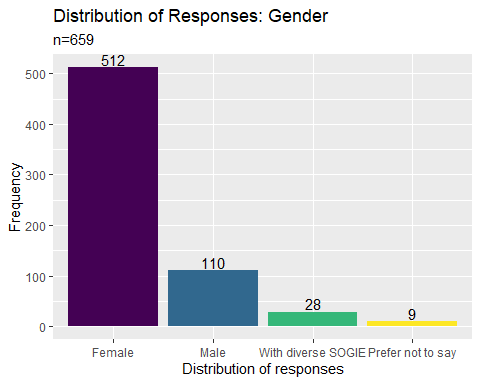 Distribution of Responses: Gender
n=659
512
500
400
Frequency
300
200
110
100
28
9
0
Female Male With diverse SOGIE Prefer not to say
Distribution of responses